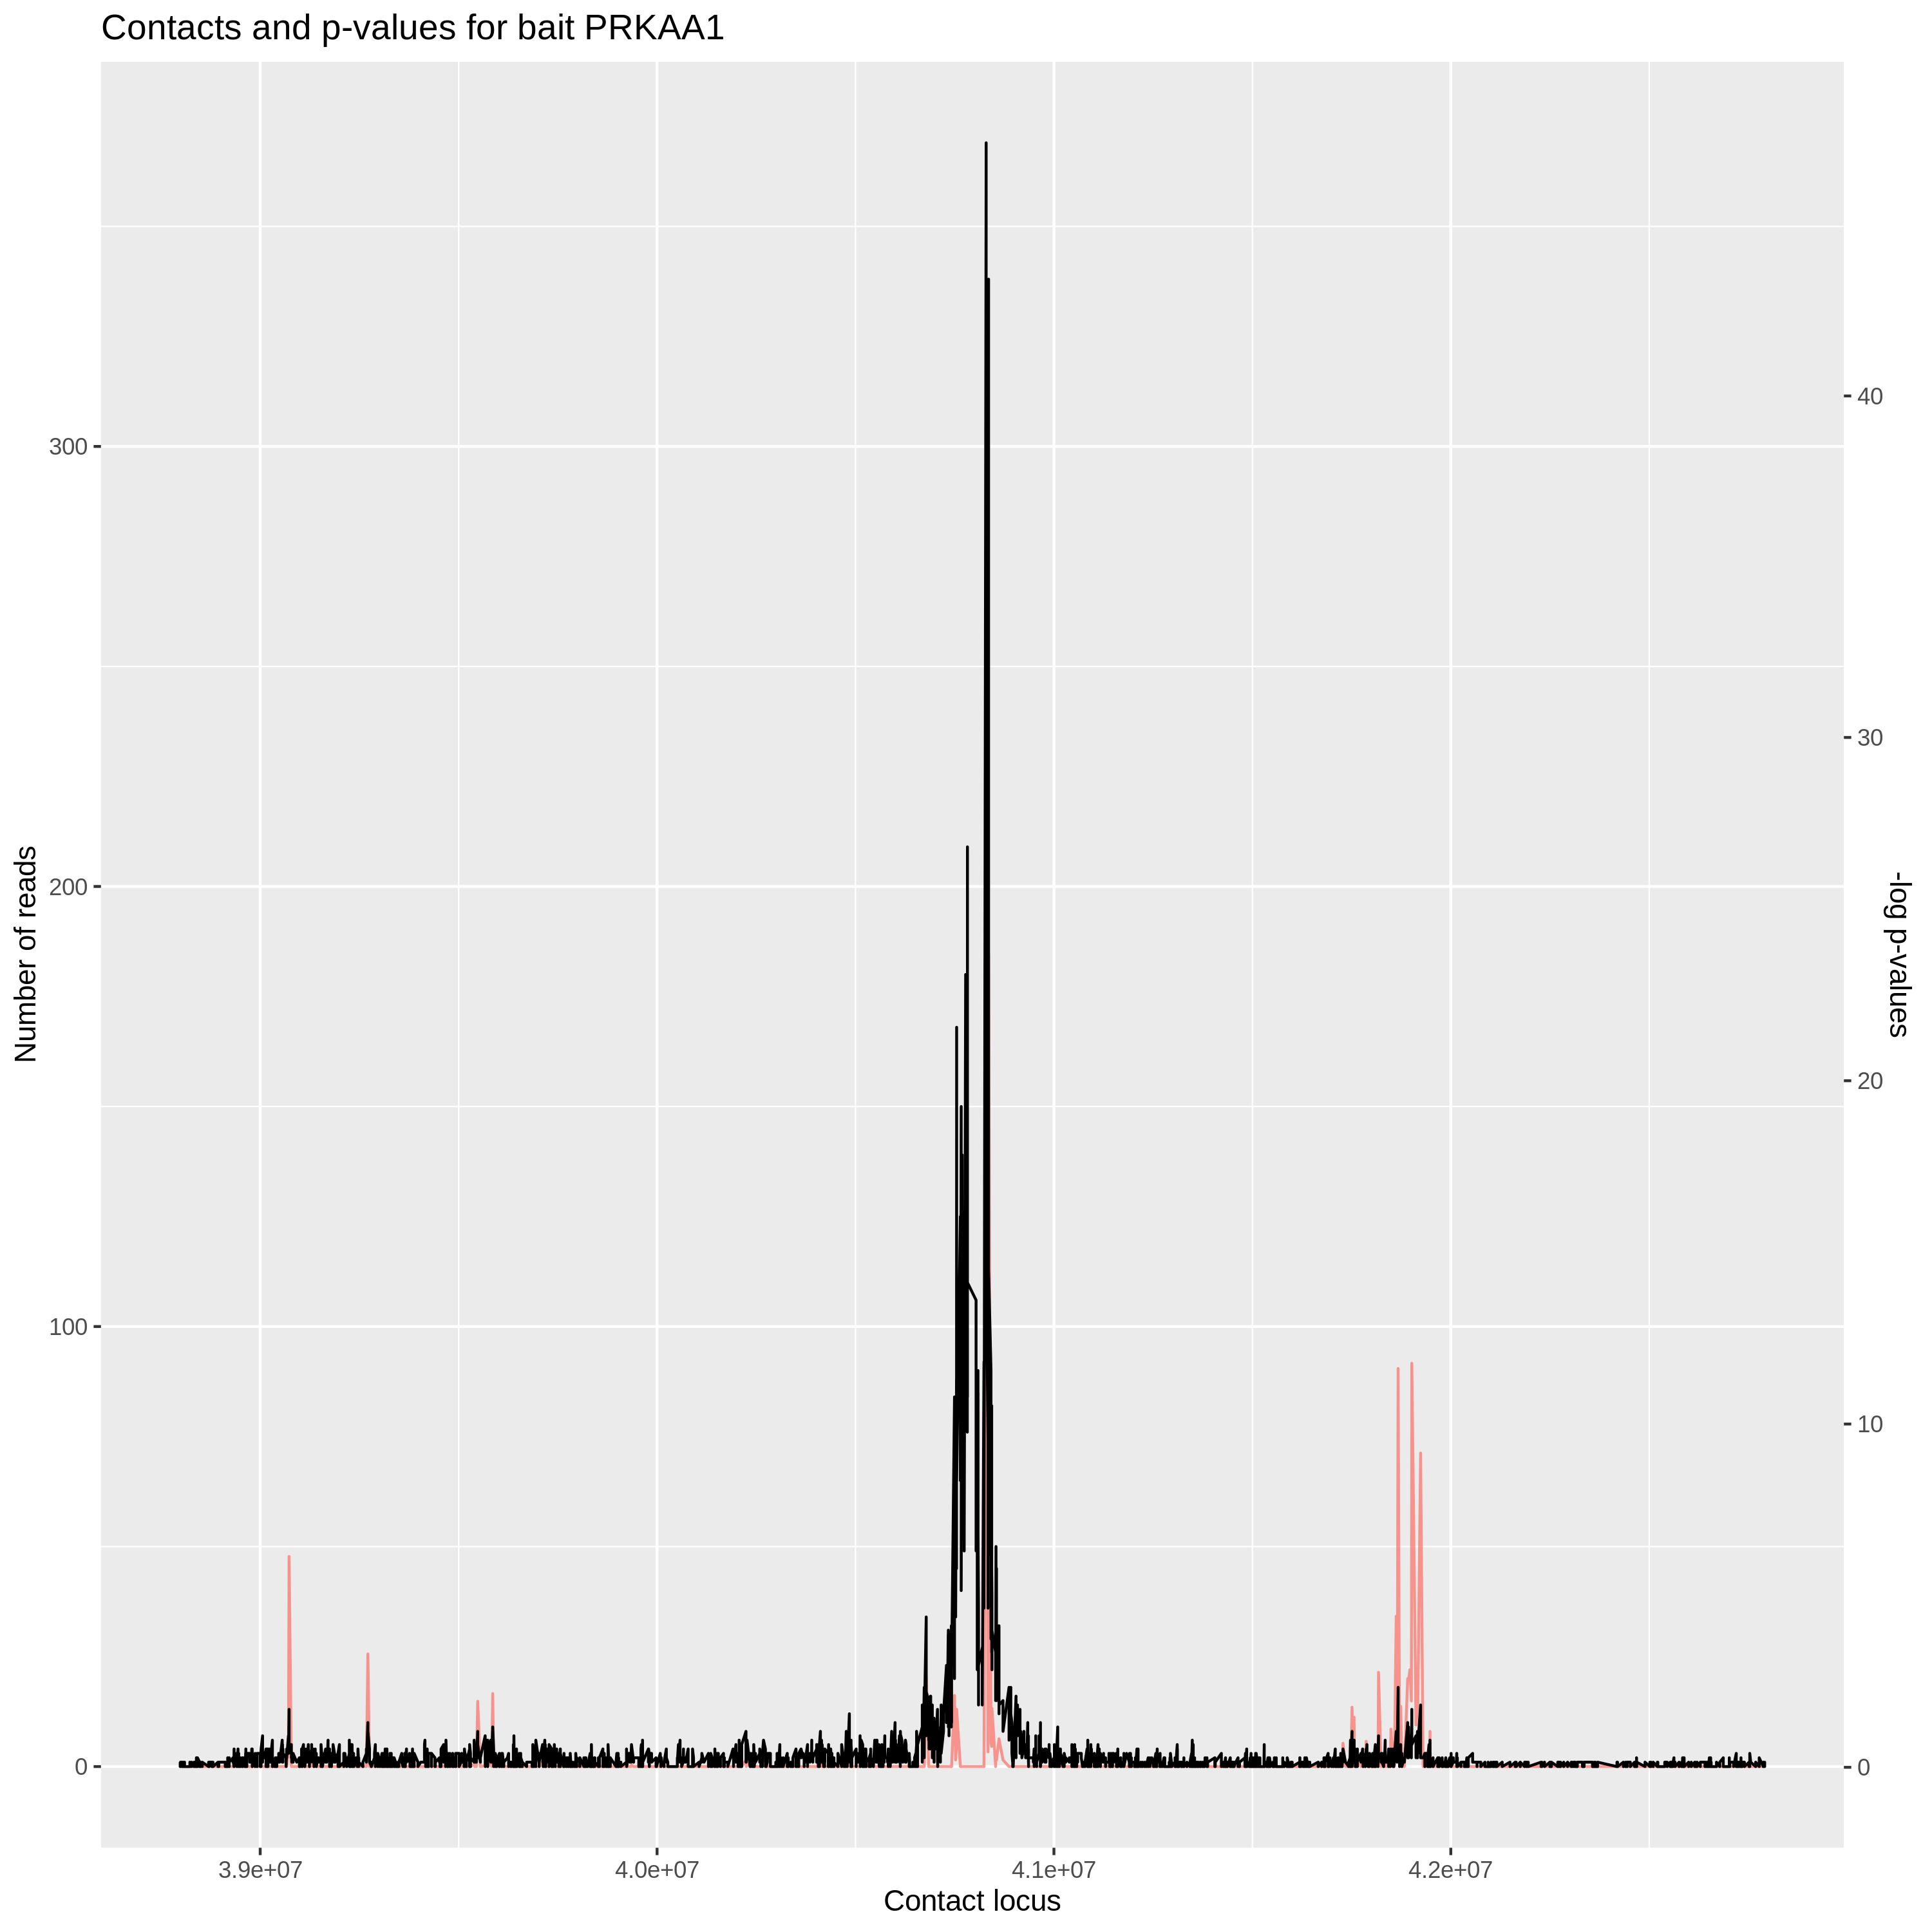 Contacts and p-values for bait PRKAA1
Number of reads
300
200
100
0
40
30
20
10
0
-log p-values
3.9e+07 4.0e+07 4.1e+07 4.2e+07
Contact locus